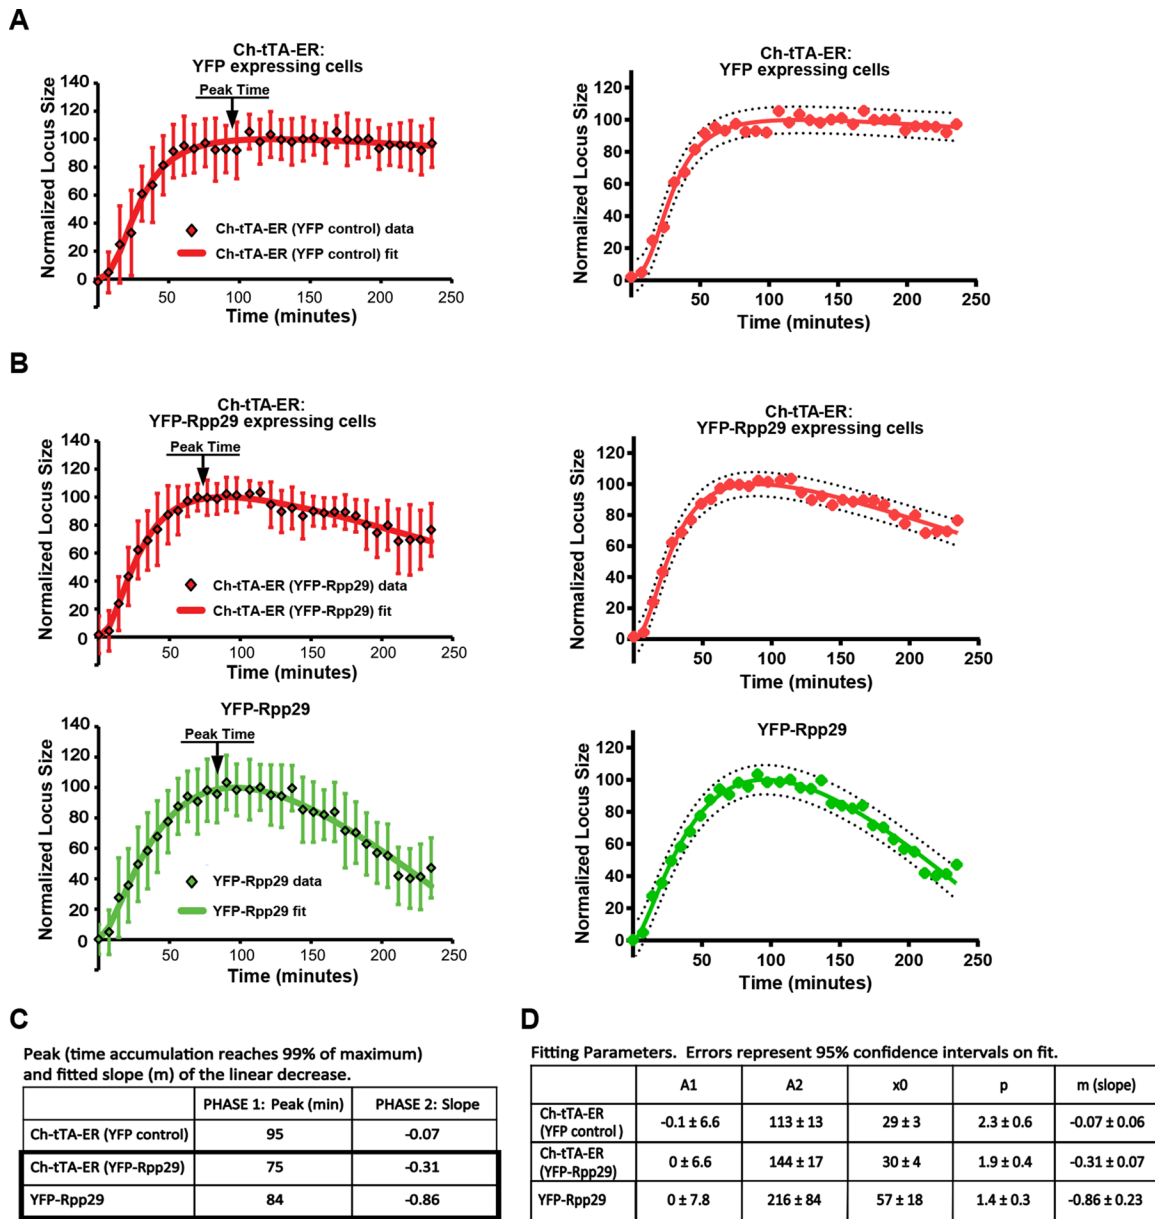 A
Ch-tTA-ER:
YFP expressing cells
Normalized Locus Size
140
120
100
80
60
40
20
0
Peak Time
Ch-tTA-ER (YFP control) data
Ch-tTA-ER (YFP control) fit
50
100
150
200
250
Time (minutes)
Ch-tTA-ER:
YFP expressing cells
Normalized Locus Size
120
100
80
60
40
20
0
50
100
150
200
250
Time (minutes)
B
Ch-tTA-ER:
YFP-Rpp29 expressing cells
Normalized Locus Size
140
120
100
80
60
40
20
0
Peak Time
Ch-tTA-ER (YFP-Rpp29) data
Ch-tTA-ER (YFP-Rpp29) fit
50
100
150
200
250
Time (minutes)
Ch-tTA-ER:
YFP-Rpp29 expressing cells
Normalized Locus Size
120
100
80
60
40
20
0
50
100
150
200
250
Time (minutes)
YFP-Rpp29
Normalized Locus Size
140
120
100
80
60
40
20
0
Peak Time
YFP-Rpp29 data
YFP-Rpp29 fit
50
100
150
200
250
Time (minutes)
YFP-Rpp29
Normalized Locus Size
120
100
80
60
40
20
0
50
100
150
200
250
Time (minutes)
C
Peak (time accumulation reaches 99% of maximum)
and fitted slope (m) of the linear decrease.
PHASE 1: Peak (min) PHASE 2: Slope
Ch-tTA-ER (YFP control) 95 -0.07
Ch-tTA-ER (YFP-Rpp29) 75 -0.31
YFP-Rpp29 84 -0.86
D
Fitting Parameters. Errors represent 95% confidence intervals on fit.
A1 A2 x0 p m (slope)
Ch-tTA-ER
(YFP control) -0.1 ± 6.6 113 ± 13 29 ± 3 2.3 ± 0.6 -0.07 ± 0.06
Ch-tTA-ER
(YFP-Rpp29) 0 ± 6.6 144 ± 17 30 ± 4 1.9 ± 0.4 -0.31 ± 0.07
YFP-Rpp29 0 ± 7.8 216 ± 84 57 ± 18 1.4 ± 0.3 -0.86 ± 0.23